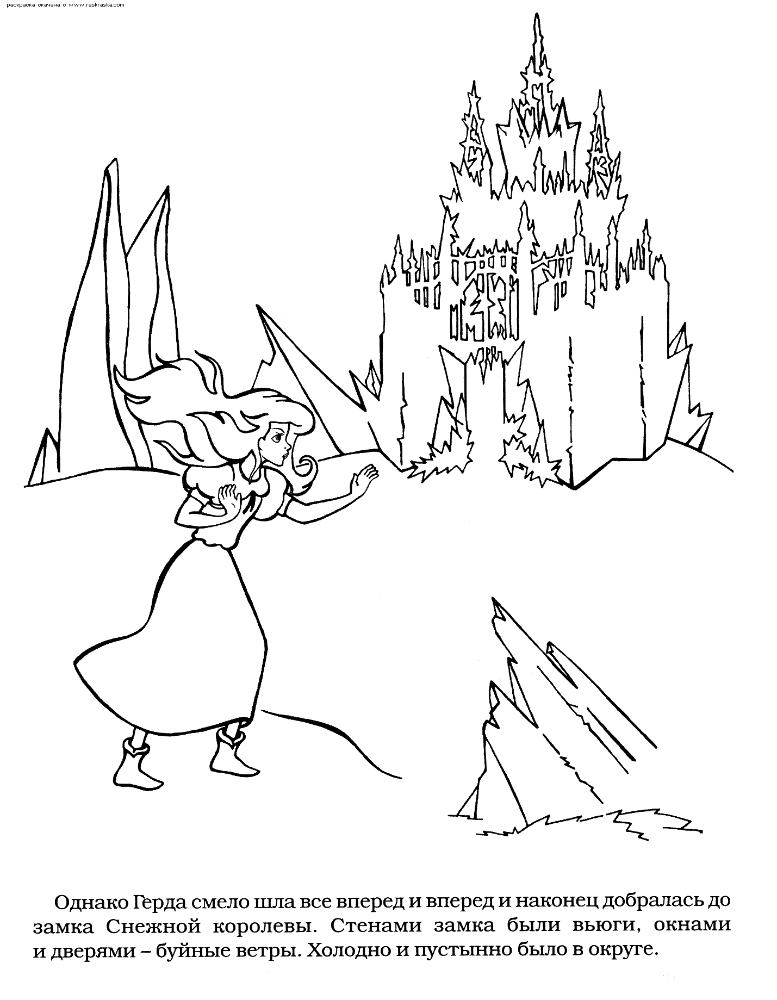 раскраска скачана с www.raskraska.com
Однако Герда смело шла все вперед и вперед и наконец добралась до
замка Снежной королевы. Стенами замка были вьюги, окнами
и дверями – буйные ветры. Холодно и пустынно было в округе.